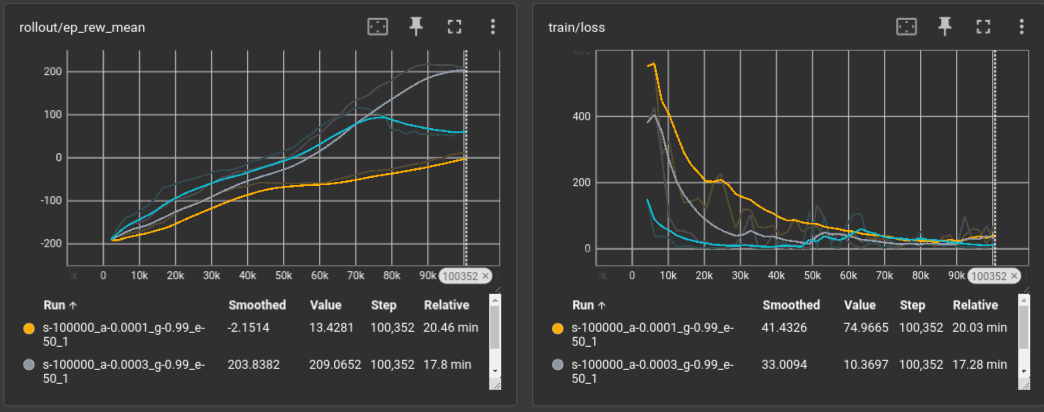 rollout/ep_rew_mean
200
100
0
-100
-200
0 10k 20k 30k 40k 50k 60k 70k 80k 90k 100352 ×
Run ↑ Smoothed Value Step Relative
s-100000_a-0.0001_g-0.99_e-50_1 -2.1514 13.4281 100,352 20.46 min
s-100000_a-0.0003_g-0.99_e-50_1 203.8382 209.0652 100,352 17.8 min
train/loss
400
200
0
0 10k 20k 30k 40k 50k 60k 70k 80k 90k 100352 ×
Run ↑ Smoothed Value Step Relative
s-100000_a-0.0001_g-0.99_e-50_1 41.4326 74.9665 100,352 20.03 min
s-100000_a-0.0003_g-0.99_e-50_1 33.0094 10.3697 100,352 17.28 min